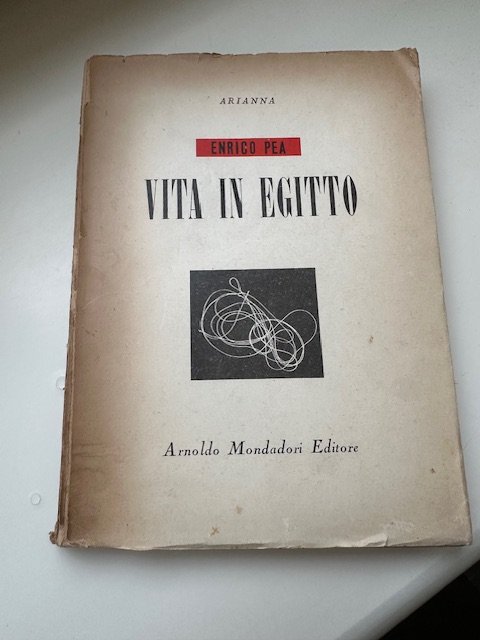 ARIANNA
ENRICO PEA
VITA IN EGITTO
Arnoldo Mondadori Editore